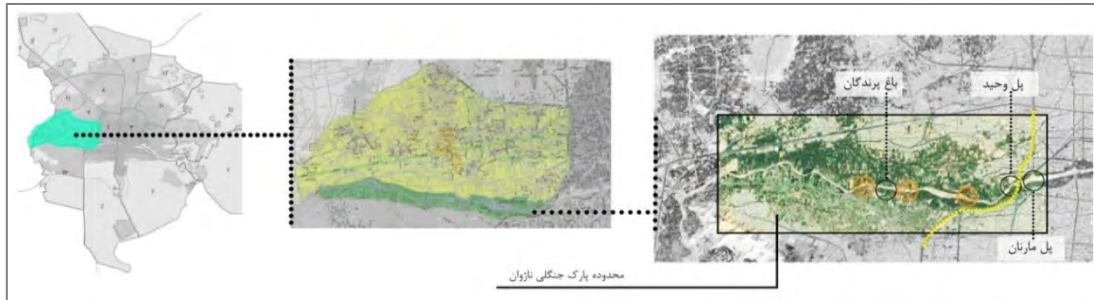 پل وحید
باغ پرندگان
پل مارنان
محدوده پارک جنگلی ناژوان